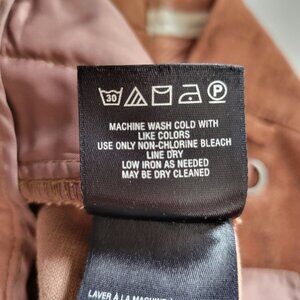 30 P
MACHINE WASH COLD WITH
LIKE COLORS
USE ONLY NON-CHLORINE BLEACH
LINE DRY
LOW IRON AS NEEDED
MAY BE DRY CLEANED
LAVER À LA MACHINE